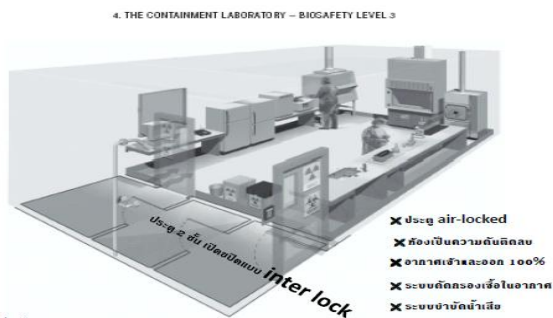 4. THE CONTAINMENT LABORATORY – BIOSAFETY LEVEL 3
ประตู 2 ชั้น เปิดปิดแบบ inter lock
✕ ประตู air-locked
✕ ห้องเป็นความดันติดลบ
✕ อากาศเข้าและออก 100%
✕ ระบบดักกรองเชื้อในอากาศ
✕ ระบบบำบัดน้ำเสีย